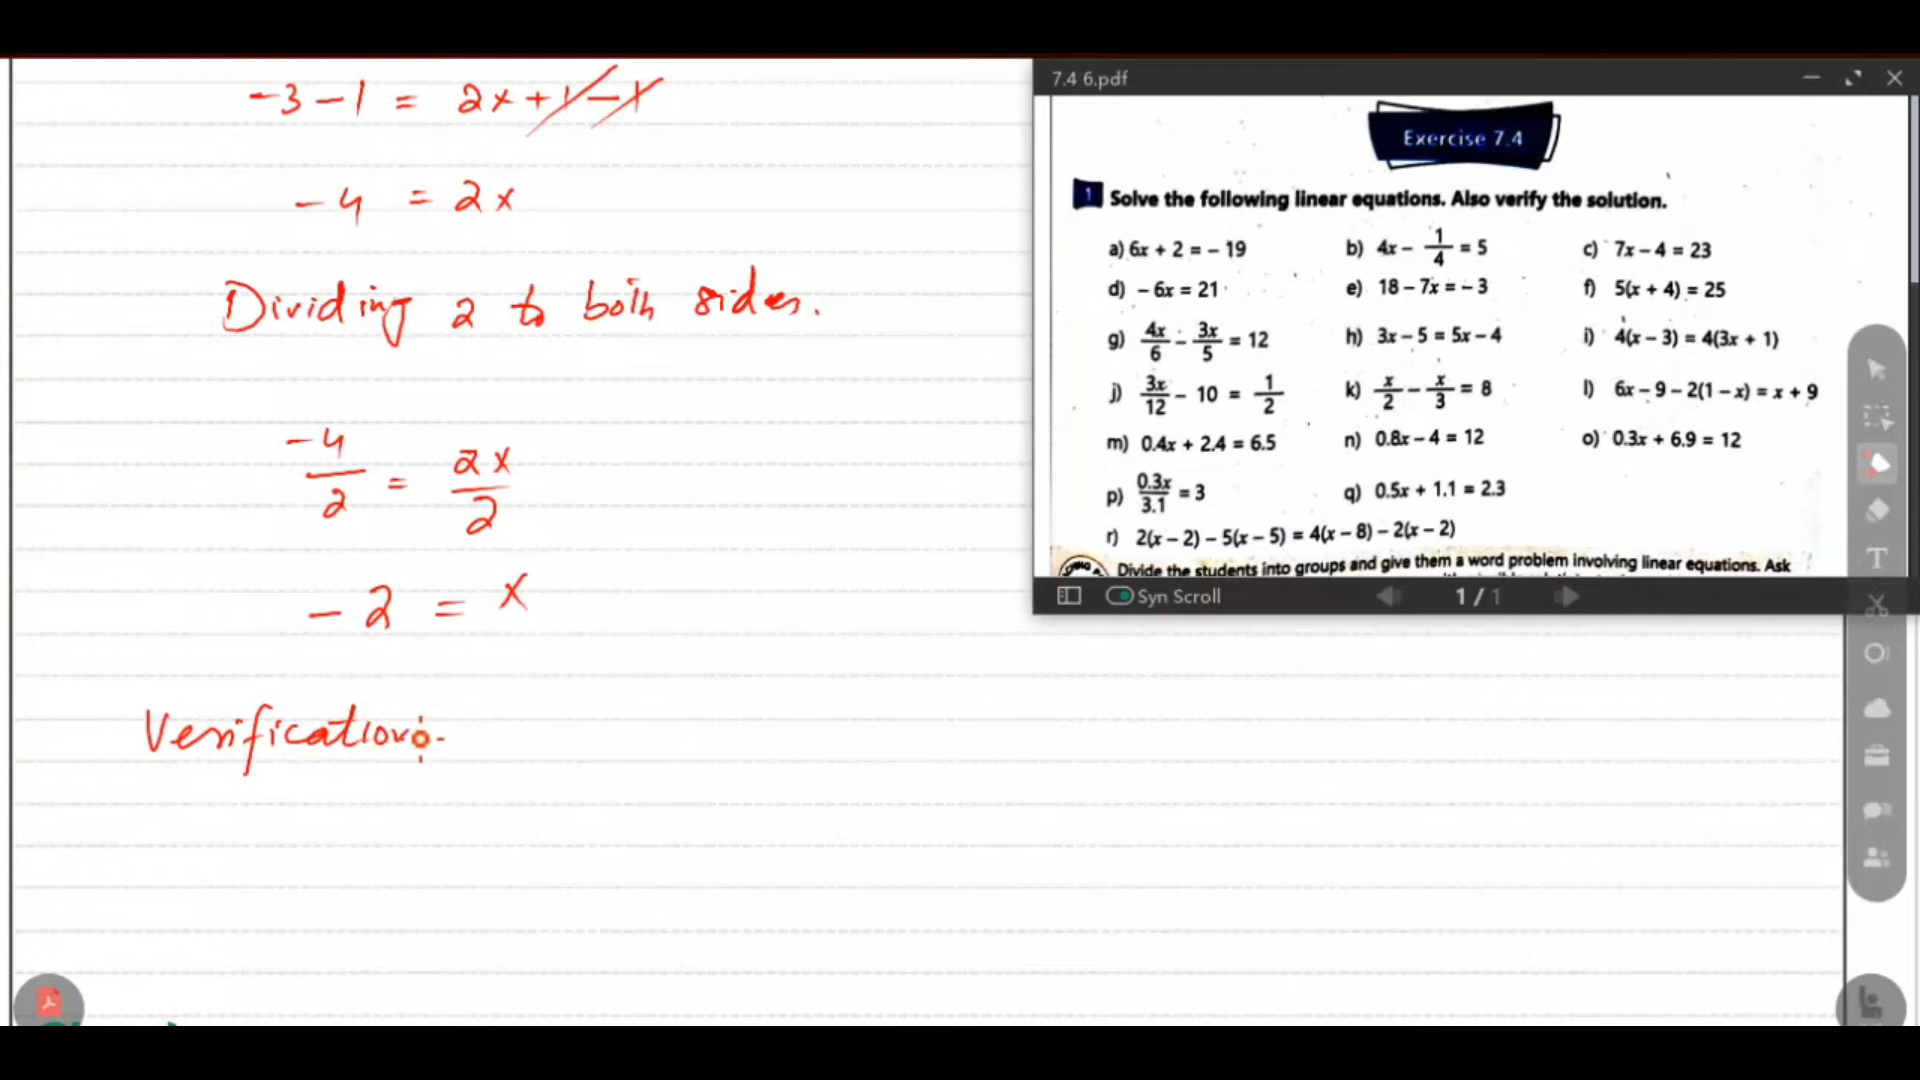 -3 - 1 = 2x + 1 - 1
-4 = 2x
Dividing 2 to both sides.
-4/2 = 2x/2
-2 = x
Verification:-
7.4 6.pdf
Exercise 7.4
1 Solve the following linear equations. Also verify the solution.
a) 6x + 2 = - 19 b) 4x - 1/4 = 5 c) 7x - 4 = 23
d) - 6x = 21 e) 18 - 7x = - 3 f) 5(x + 4) = 25
g) 4x/6 - 3x/5 = 12 h) 3x - 5 = 5x - 4 i) 4(x - 3) = 4(3x + 1)
j) 3x/12 - 10 = 1/2 k) x/2 - x/3 = 8 l) 6x - 9 - 2(1 - x) = x + 9
m) 0.4x + 2.4 = 6.5 n) 0.8x - 4 = 12 o) 0.3x + 6.9 = 12
p) 0.3x/3.1 = 3 q) 0.5x + 1.1 = 2.3
r) 2(x - 2) - 5(x - 5) = 4(x - 8) - 2(x - 2)
Divide the students into groups and give them a word problem involving linear equations. Ask
Syn Scroll 1 / 1
T